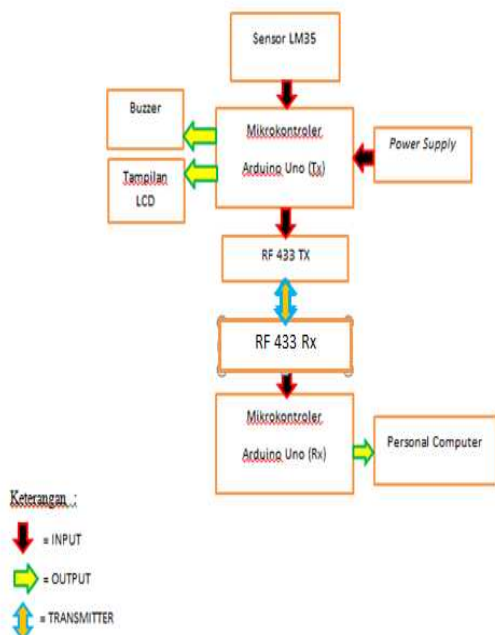 Sensor LM35
Buzzer
Mikrokontroler
Arduino Uno (Tx)
Power Supply
Tampilan
LCD
RF 433 TX
RF 433 Rx
Mikrokontroler
Arduino Uno (Rx)
Personal Computer
Keterangan :
= INPUT
= OUTPUT
= TRANSMITTER